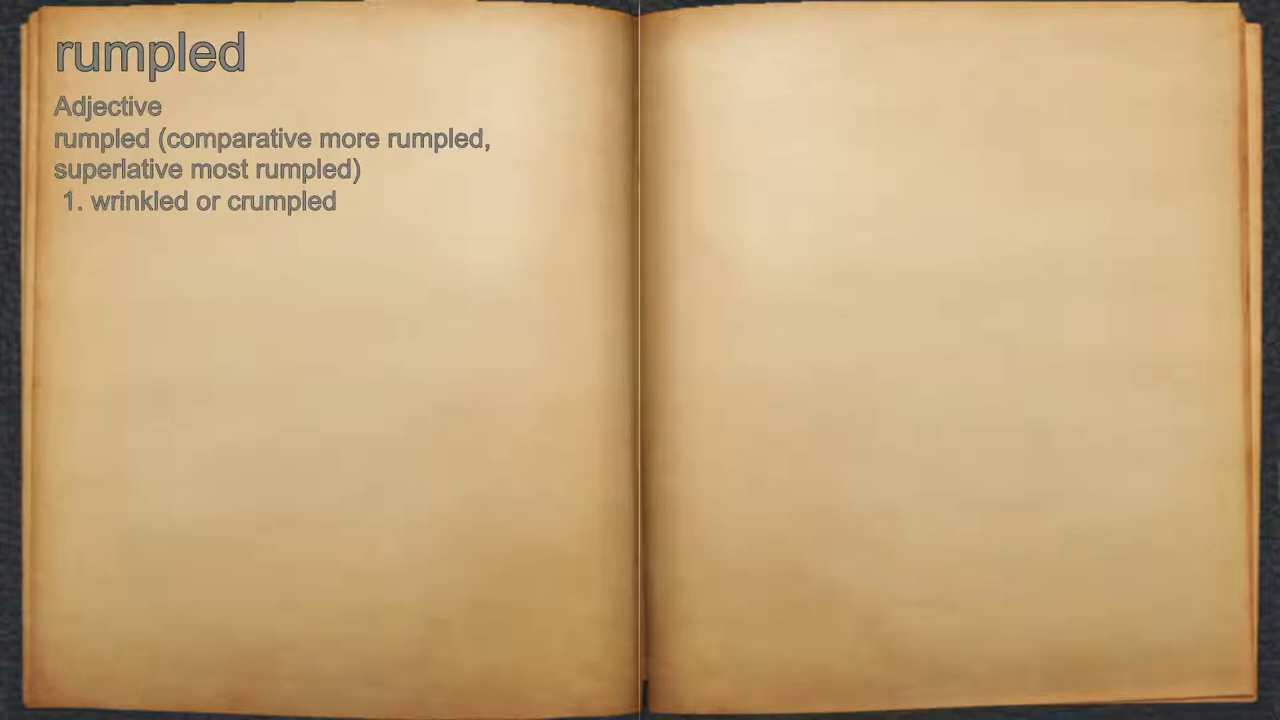 rumpled
Adjective
rumpled (comparative more rumpled,
superlative most rumpled)
1. wrinkled or crumpled